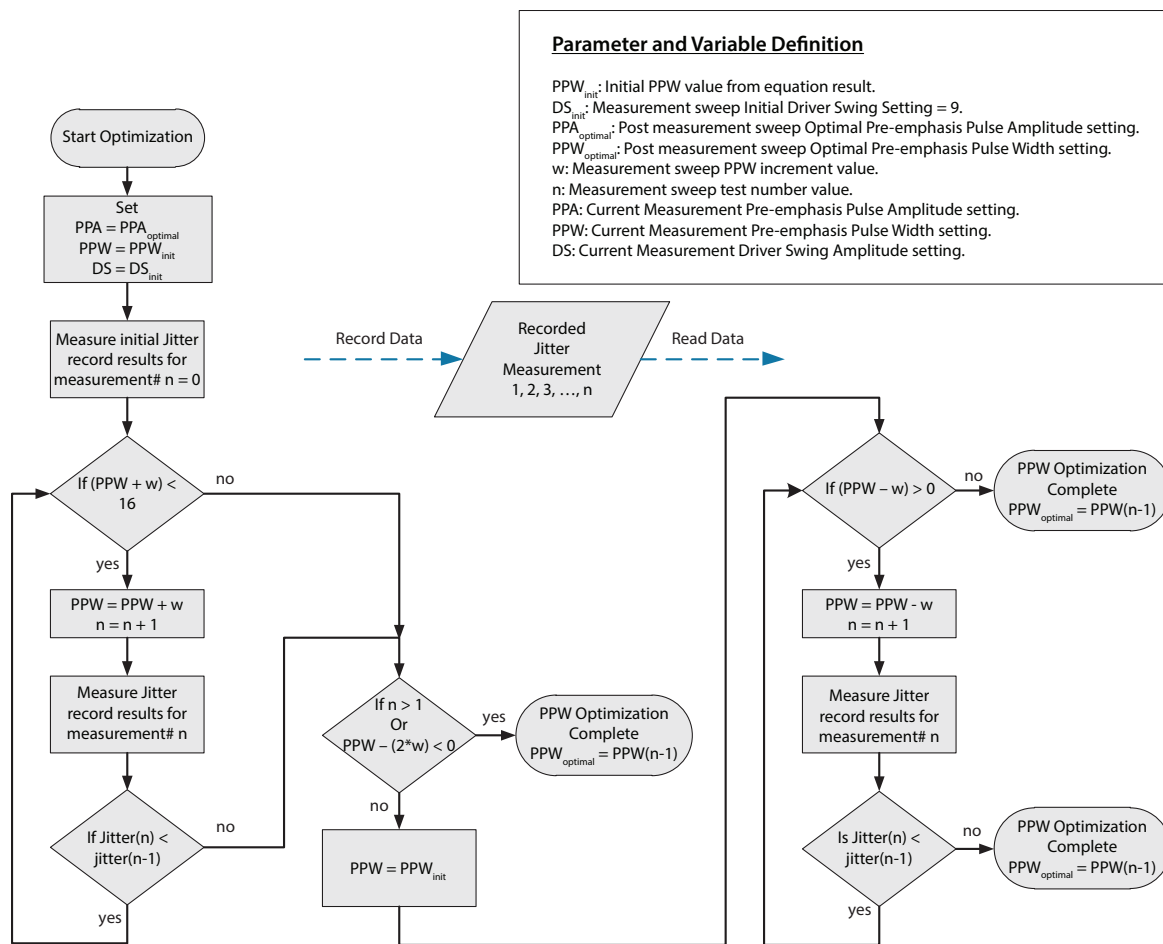 Parameter and Variable Definition
PPWinit: Initial PPW value from equation result.
DSinit: Measurement sweep Initial Driver Swing Setting = 9.
PPAoptimal: Post measurement sweep Optimal Pre-emphasis Pulse Amplitude setting.
PPWoptimal: Post measurement sweep Optimal Pre-emphasis Pulse Width setting.
w: Measurement sweep PPW increment value.
n: Measurement sweep test number value.
PPA: Current Measurement Pre-emphasis Pulse Amplitude setting.
PPW: Current Measurement Pre-emphasis Pulse Width setting.
DS: Current Measurement Driver Swing Amplitude setting.
Start Optimization
Set
PPA = PPAoptimal
PPW = PPWinit
DS = DSinit
Measure initial Jitter
record results for
measurement# n = 0
Record Data
Recorded
Jitter
Measurement
1, 2, 3, …, n
Read Data
If (PPW + w) <
16
no
yes
PPW = PPW + w
n = n + 1
Measure Jitter
record results for
measurement# n
If Jitter(n) <
jitter(n-1)
no
yes
If n > 1
Or
PPW – (2*w) < 0
yes
PPW Optimization
Complete
PPWoptimal = PPW(n-1)
no
PPW = PPWinit
If (PPW – w) > 0
no
PPW Optimization
Complete
PPWoptimal = PPW(n-1)
yes
PPW = PPW - w
n = n + 1
Measure Jitter
record results for
measurement# n
Is Jitter(n) <
jitter(n-1)
no
PPW Optimization
Complete
PPWoptimal = PPW(n-1)
yes